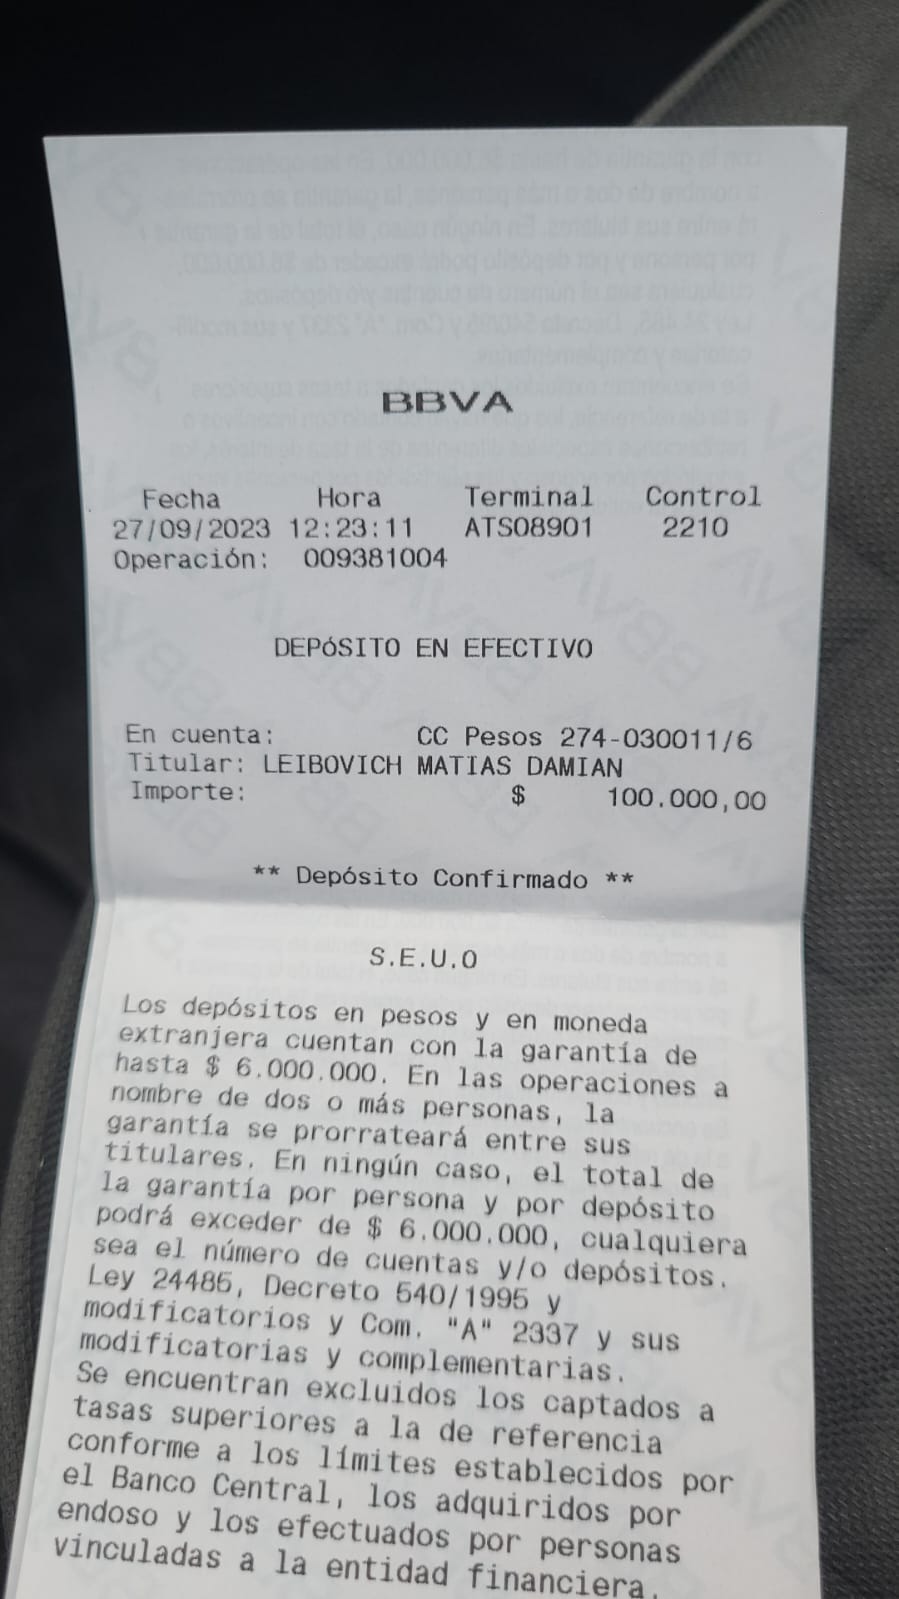 BBVA
Fecha Hora Terminal Control
27/09/2023 12:23:11 ATS08901 2210
Operación: 009381004
DEPóSITO EN EFECTIVO
En cuenta: CC Pesos 274-030011/6
Titular: LEIBOVICH MATIAS DAMIAN
Importe: $ 100.000,00
** Depósito Confirmado **
S.E.U.O
Los depósitos en pesos y en moneda
extranjera cuentan con la garantía de
hasta $ 6.000.000. En las operaciones a
nombre de dos o más personas, la
garantía se prorrateará entre sus
titulares. En ningún caso, el total de
la garantía por persona y por depósito
podrá exceder de $ 6.000.000, cualquiera
sea el número de cuentas y/o depósitos.
Ley 24485, Decreto 540/1995 y
modificatorios y Com. "A" 2337 y sus
modificatorias y complementarias.
Se encuentran excluidos los captados a
tasas superiores a la de referencia
conforme a los límites establecidos por
el Banco Central, los adquiridos por
endoso y los efectuados por personas
vinculadas a la entidad financiera.